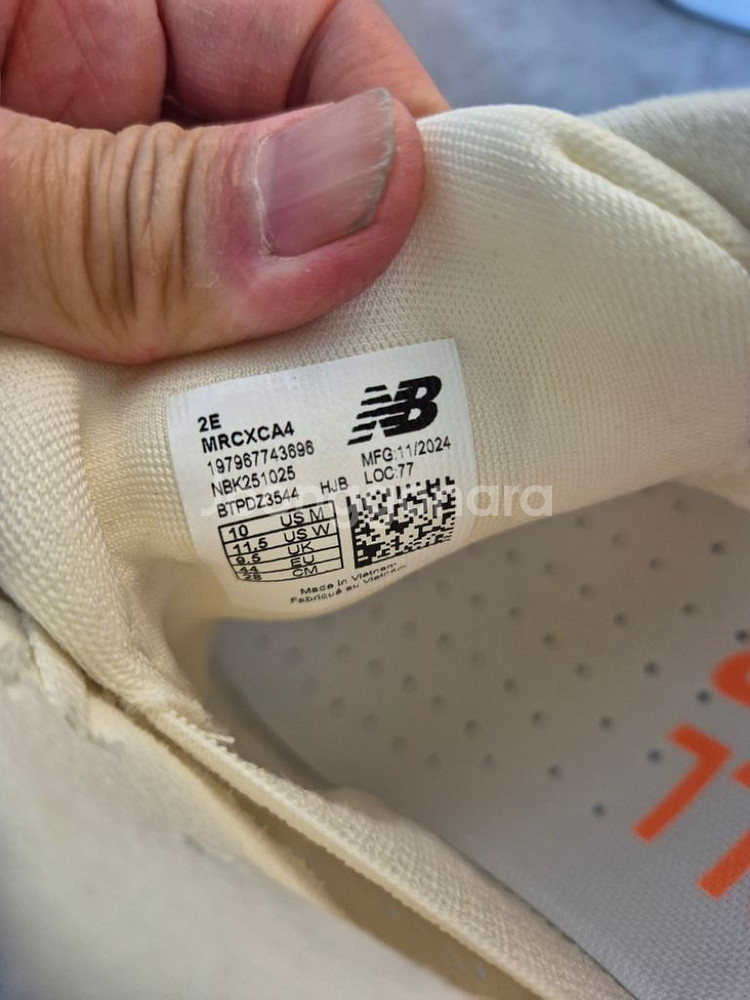 2E
MRCXCA4
197967743696
NBK251025
BTPDZ3544 HJB
NB
MFG:11/2024
LOC:77
10 US M
11.5 US W
9.5 UK
44 EU
28 CM
Made in Vietnam
Fabriqué au Vietnam